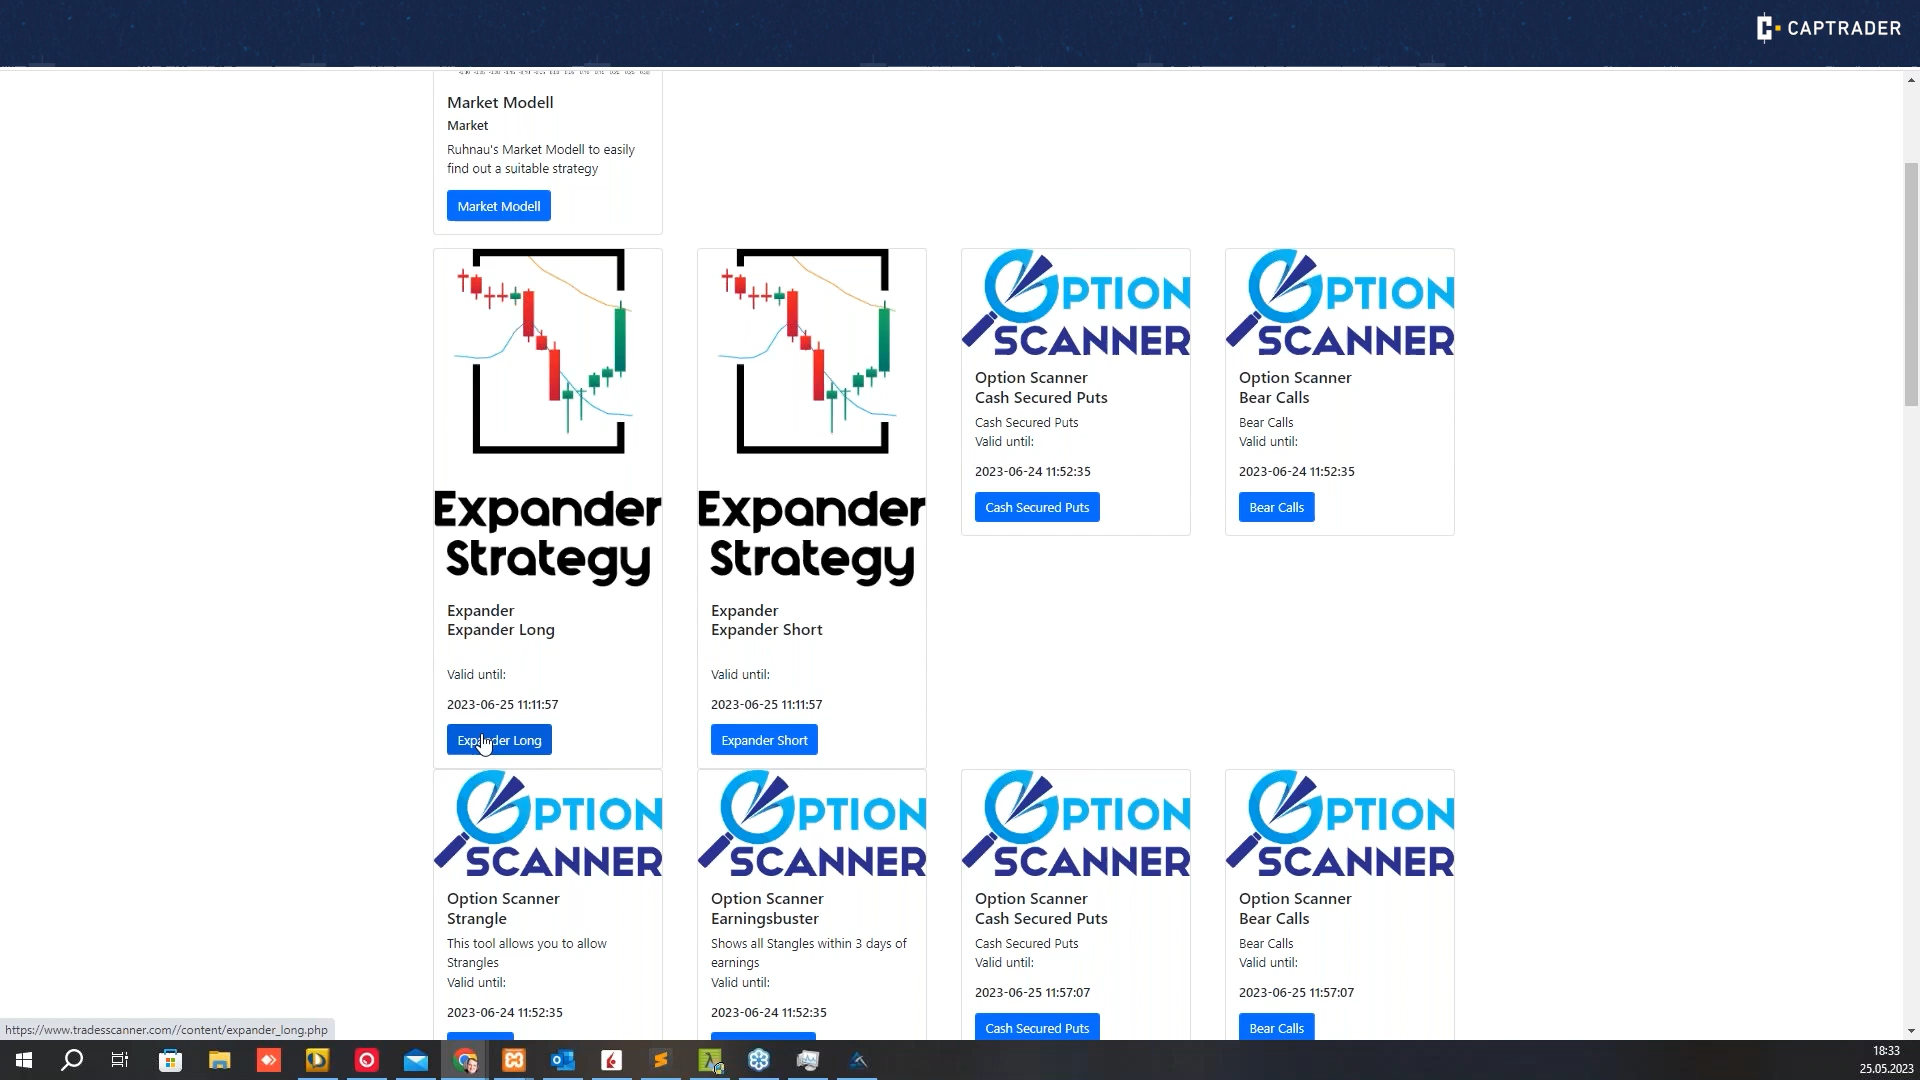 CAPTRADER
Market Modell
Market
Ruhnau's Market Modell to easily
find out a suitable strategy
Market Modell
Expander
Strategy
Expander
Expander Long
Valid until:
2023-06-25 11:11:57
Expander Long
Expander
Strategy
Expander
Expander Short
Valid until:
2023-06-25 11:11:57
Expander Short
OPTION
SCANNER
Option Scanner
Cash Secured Puts
Cash Secured Puts
Valid until:
2023-06-24 11:52:35
Cash Secured Puts
OPTION
SCANNER
Option Scanner
Bear Calls
Bear Calls
Valid until:
2023-06-24 11:52:35
Bear Calls
OPTION
SCANNER
Option Scanner
Strangle
This tool allows you to allow
Strangles
Valid until:
2023-06-24 11:52:35
OPTION
SCANNER
Option Scanner
Earningsbuster
Shows all Stangles within 3 days of
earnings
Valid until:
2023-06-24 11:52:35
OPTION
SCANNER
Option Scanner
Cash Secured Puts
Cash Secured Puts
Valid until:
2023-06-25 11:57:07
Cash Secured Puts
OPTION
SCANNER
Option Scanner
Bear Calls
Bear Calls
Valid until:
2023-06-25 11:57:07
Bear Calls
https://www.tradesscanner.com//content/expander_long.php
18:33
25.05.2023